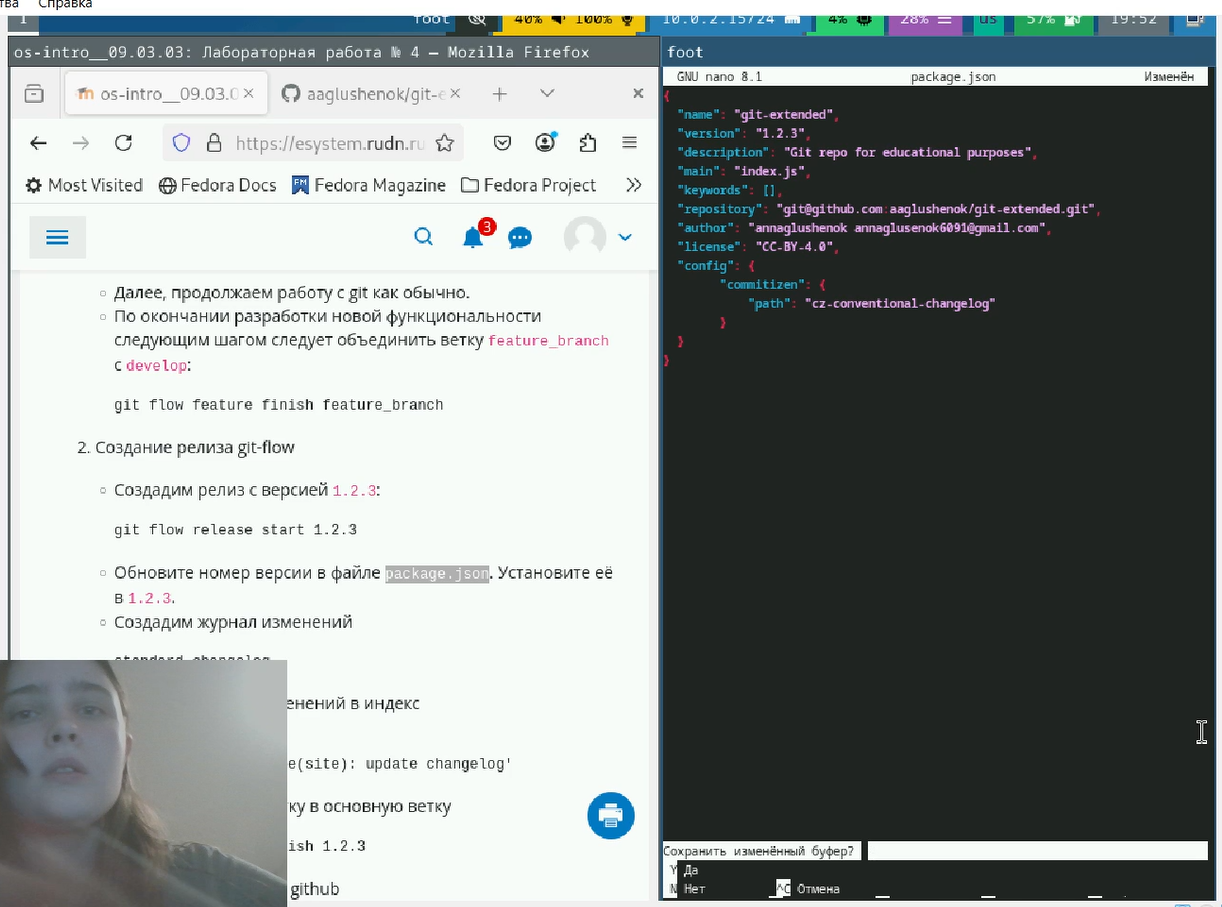 тва Справка
1
foot
40%
100%
10.0.2.15/24
4%
28%
us
57%
19:52
os-intro__09.03.03: Лабораторная работа № 4 — Mozilla Firefox
os-intro__09.03.0
aaglushenok/git-e
https://esystem.rudn.ru
Most Visited
Fedora Docs
Fedora Magazine
Fedora Project
3
Далее, продолжаем работу с git как обычно.
По окончании разработки новой функциональности
следующим шагом следует объединить ветку feature_branch
с develop:
git flow feature finish feature_branch
2. Создание релиза git-flow
Создадим релиз с версией 1.2.3:
git flow release start 1.2.3
Обновите номер версии в файле package.json. Установите её
в 1.2.3.
Создадим журнал изменений
standard-changelog
енений в индекс
e(site): update changelog'
ку в основную ветку
ish 1.2.3
github
foot
GNU nano 8.1 package.json Изменён
{
"name": "git-extended",
"version": "1.2.3",
"description": "Git repo for educational purposes",
"main": "index.js",
"keywords": [],
"repository": "git@github.com:aaglushenok/git-extended.git",
"author": "annaglushenok annaglusenok6091@gmail.com",
"license": "CC-BY-4.0",
"config": {
"commitizen": {
"path": "cz-conventional-changelog"
}
}
}
Сохранить изменённый буфер?
Y Да
N Нет ^C Отмена